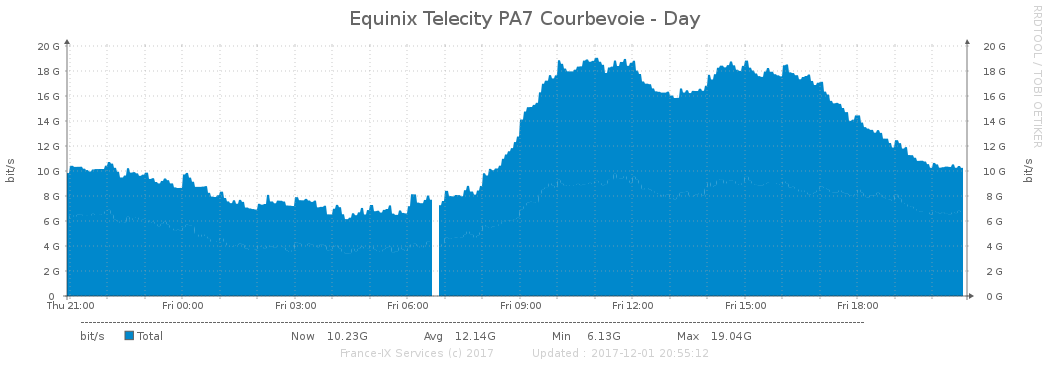 Equinix Telecity PA7 Courbevoie - Day
RRDTOOL / TOBI OETIKER
20 G 20 G
18 G 18 G
16 G 16 G
14 G 14 G
12 G 12 G
10 G 10 G
8 G 8 G
6 G 6 G
4 G 4 G
2 G 2 G
0 0 G
bit/s bit/s
Thu 21:00 Fri 00:00 Fri 03:00 Fri 06:00 Fri 09:00 Fri 12:00 Fri 15:00 Fri 18:00
bit/s Total Now 10.23G Avg 12.14G Min 6.13G Max 19.04G
France-IX Services (c) 2017 Updated : 2017-12-01 20:55:12